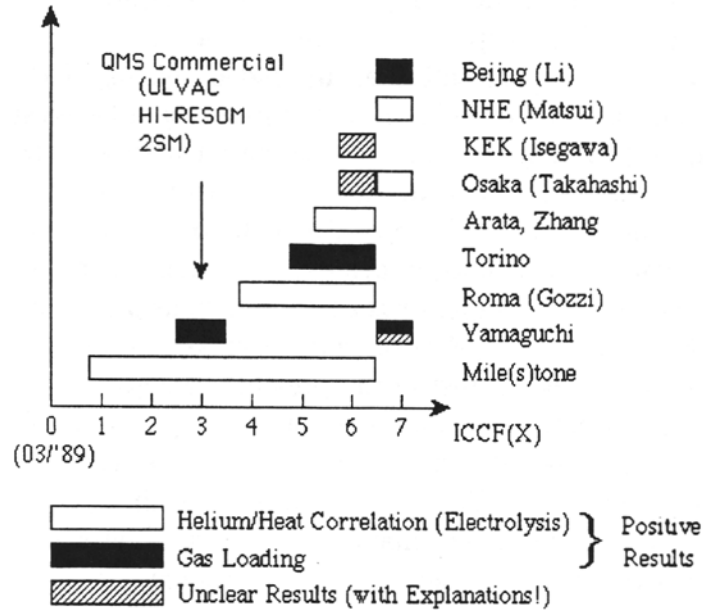 QMS Commercial
(ULVAC
HI-RESOM
2SM)
Beijng (Li)
NHE (Matsui)
KEK (Isegawa)
Osaka (Takahashi)
Arata, Zhang
Torino
Roma (Gozzi)
Yamaguchi
Mile(s)tone
0 1 2 3 4 5 6 7 ICCF(X)
(03/'89)
Helium/Heat Correlation (Electrolysis) } Positive
Gas Loading Results
Unclear Results (with Explanations!)